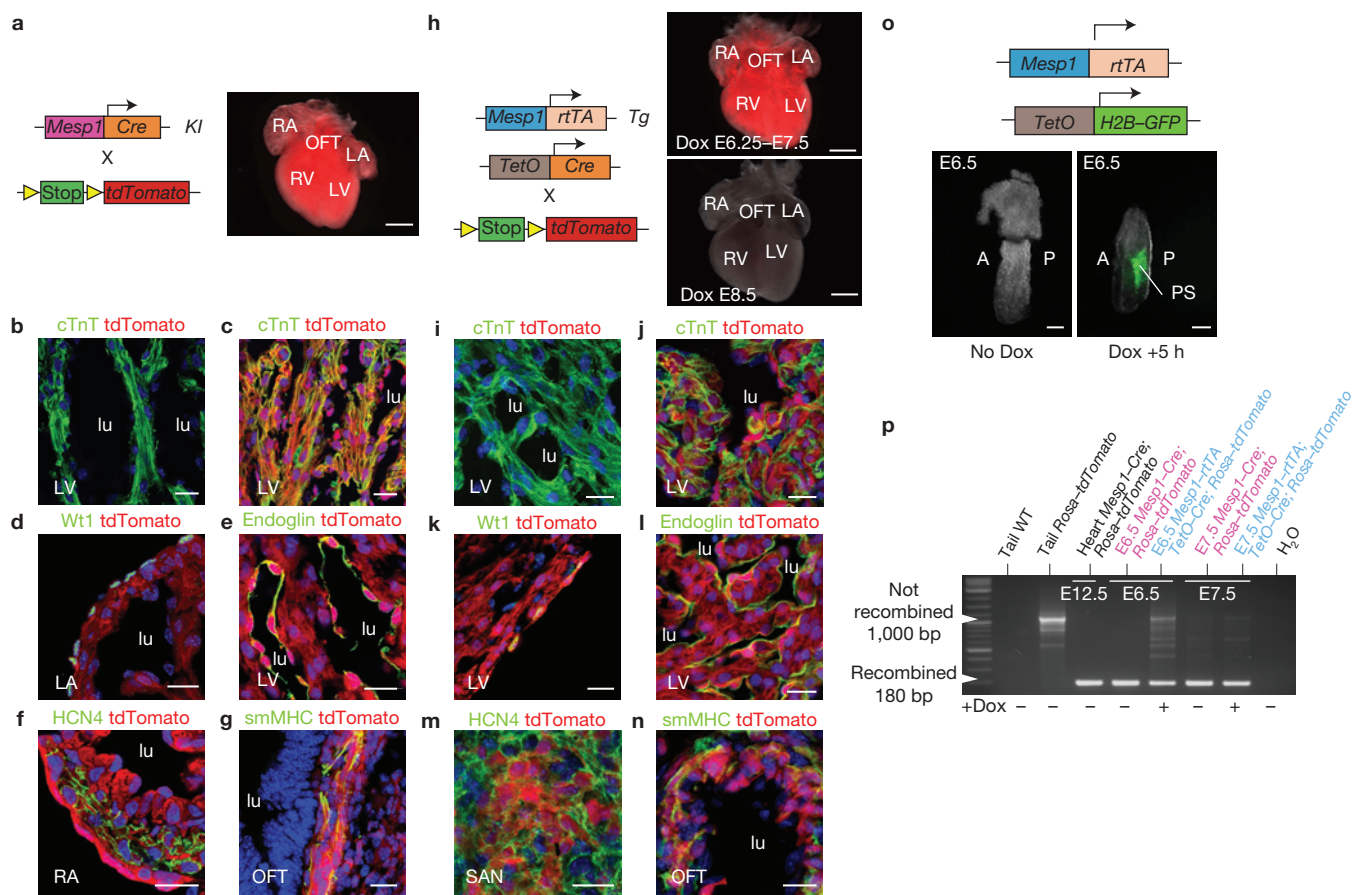 a
Mesp1 Cre KI
X
Stop tdTomato
RA
OFT
LA
RV
LV
h
Mesp1 rtTA Tg
TetO Cre
X
Stop tdTomato
RA
OFT
LA
RV
LV
Dox E6.25–E7.5
RA
OFT
LA
RV
LV
Dox E8.5
o
Mesp1 rtTA
TetO H2B–GFP
E6.5
A
P
E6.5
A
P
PS
No Dox
Dox +5 h
b
cTnT tdTomato
lu
lu
LV
c
cTnT tdTomato
lu
LV
i
cTnT tdTomato
lu
lu
LV
j
cTnT tdTomato
lu
LV
d
Wt1 tdTomato
lu
LA
e
Endoglin tdTomato
lu
lu
LV
k
Wt1 tdTomato
lu
LV
l
Endoglin tdTomato
lu
lu
LV
f
HCN4 tdTomato
lu
RA
g
smMHC tdTomato
lu
OFT
m
HCN4 tdTomato
SAN
n
smMHC tdTomato
lu
OFT
p
Tail WT
Tail Rosa–tdTomato
Heart Mesp1–Cre;
Rosa–tdTomato
E6.5 Mesp1–Cre;
Rosa–tdTomato
E6.5 Mesp1–rtTA
TetO–Cre; Rosa–tdTomato
E7.5 Mesp1–Cre;
Rosa–tdTomato
E7.5 Mesp1–rtTA;
TetO–Cre; Rosa–tdTomato
H2O
E12.5 E6.5 E7.5
Not
recombined
1,000 bp
Recombined
180 bp
+Dox – – – – + – + –